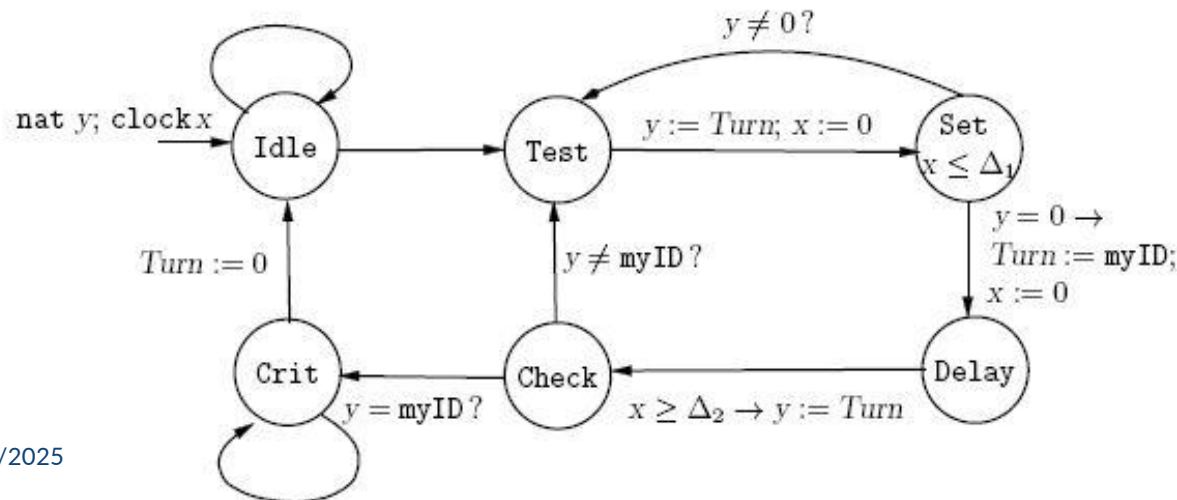 y ≠ 0 ?
nat y; clock x
Idle
Test
y := Turn; x := 0
Set
x ≤ Δ₁
Turn := 0
y ≠ myID ?
y = 0 →
Turn := myID;
x := 0
Crit
y = myID ?
Check
x ≥ Δ₂ → y := Turn
Delay
/2025